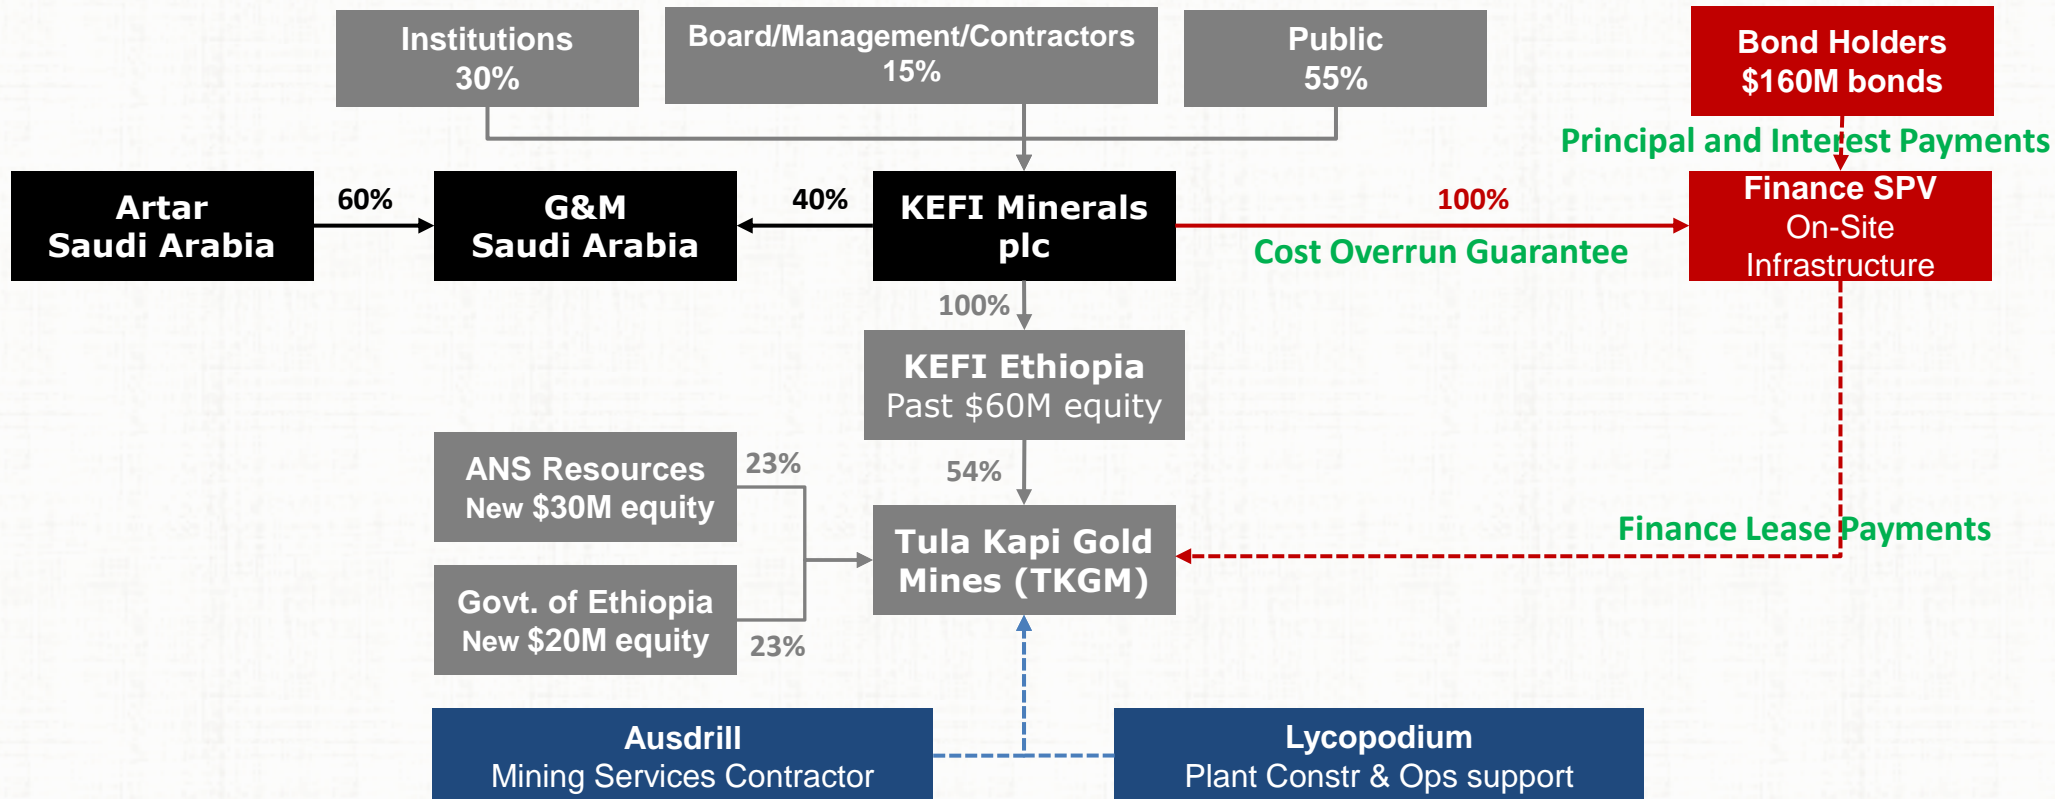 Institutions
30%
Board/Management/Contractors
15%
Public
55%
Bond Holders
$160M bonds
Principal and Interest Payments
Artar
Saudi Arabia
60%
G&M
Saudi Arabia
40%
KEFI Minerals
plc
100%
Cost Overrun Guarantee
Finance SPV
On-Site
Infrastructure
100%
KEFI Ethiopia
Past $60M equity
ANS Resources
New $30M equity
23%
54%
Govt. of Ethiopia
New $20M equity
23%
Tula Kapi Gold
Mines (TKGM)
Finance Lease Payments
Ausdrill
Mining Services Contractor
Lycopodium
Plant Constr & Ops support